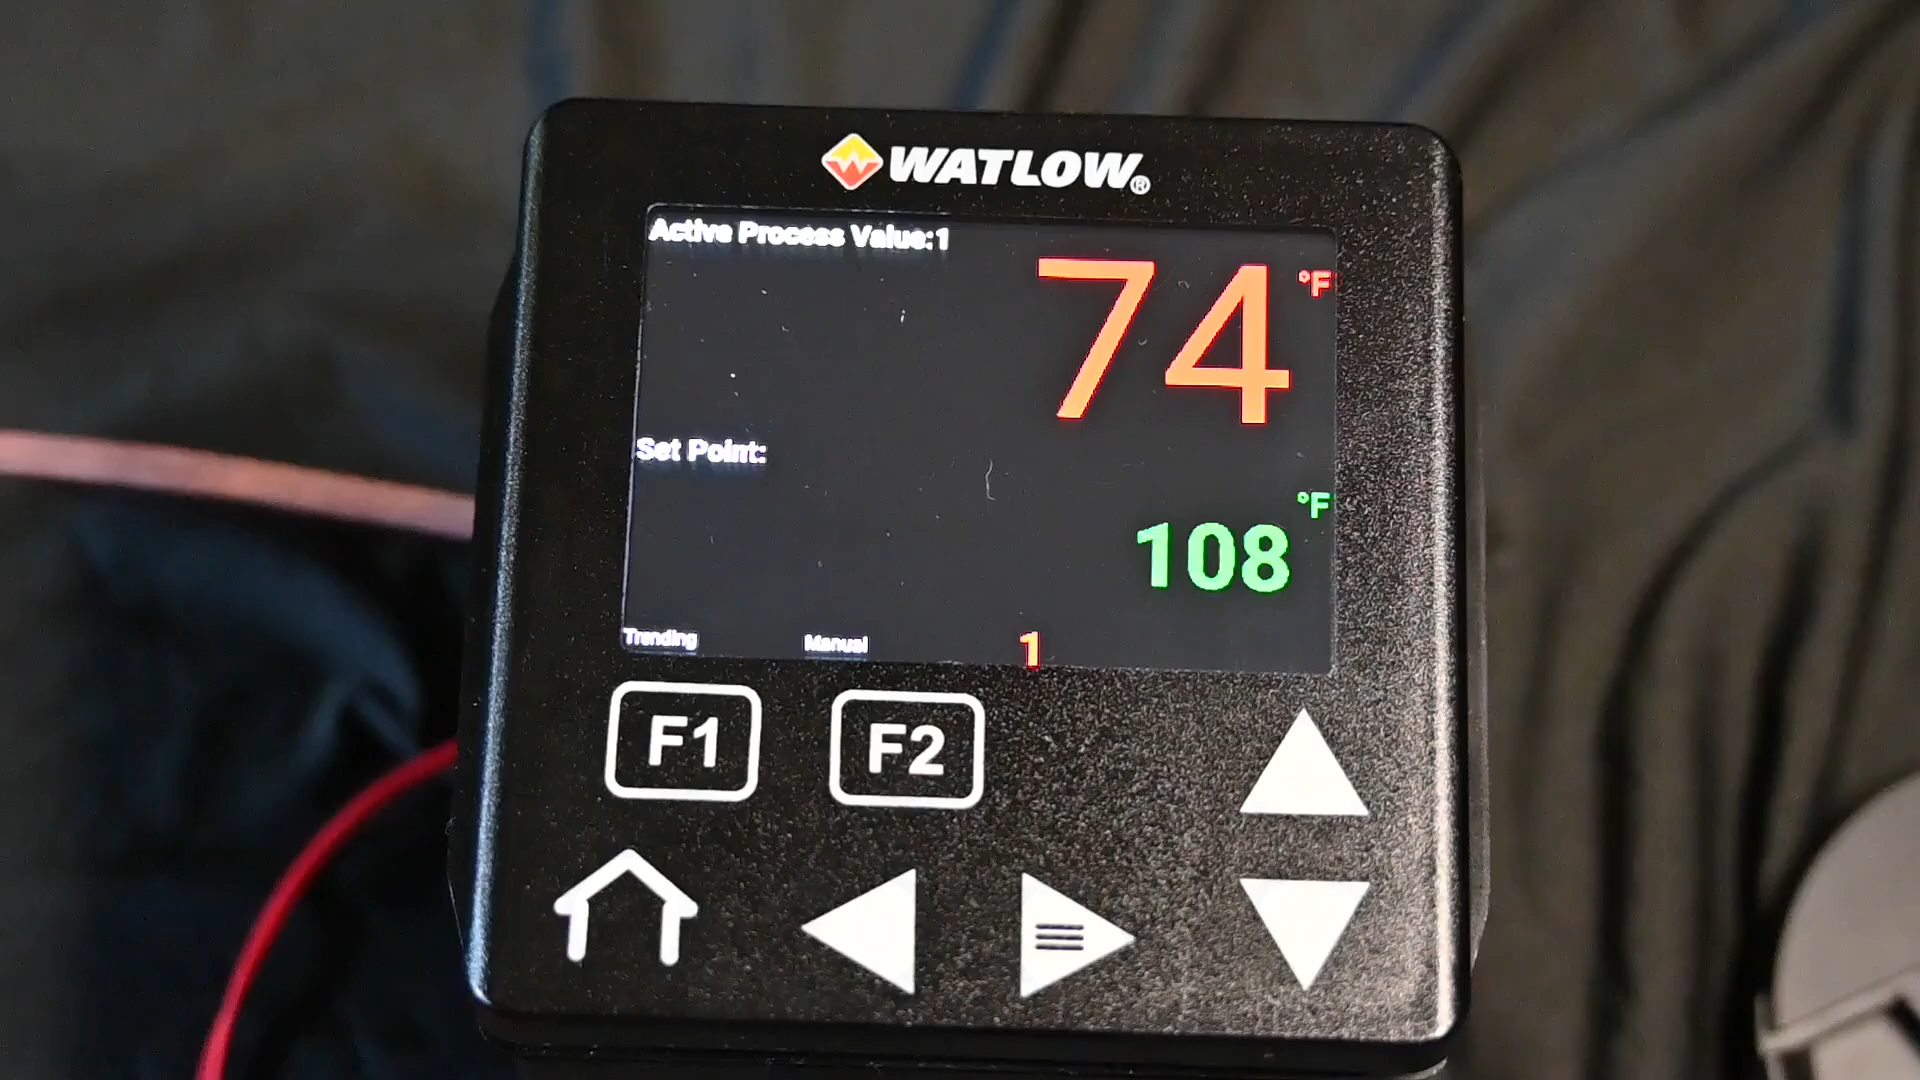 WATLOW®
Active Process Value:1
74 °F
Set Point:
°F
108
Trending Manual 1
F1 F2